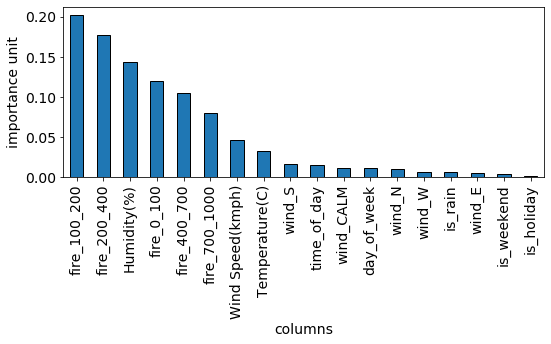 importance unit
0.20
0.15
0.10
0.05
0.00
fire_100_200
fire_200_400
Humidity(%)
fire_0_100
fire_400_700
fire_700_1000
Wind Speed(kmph)
Temperature(C)
wind_S
time_of_day
wind_CALM
day_of_week
wind_N
wind_W
is_rain
wind_E
is_weekend
is_holiday
columns